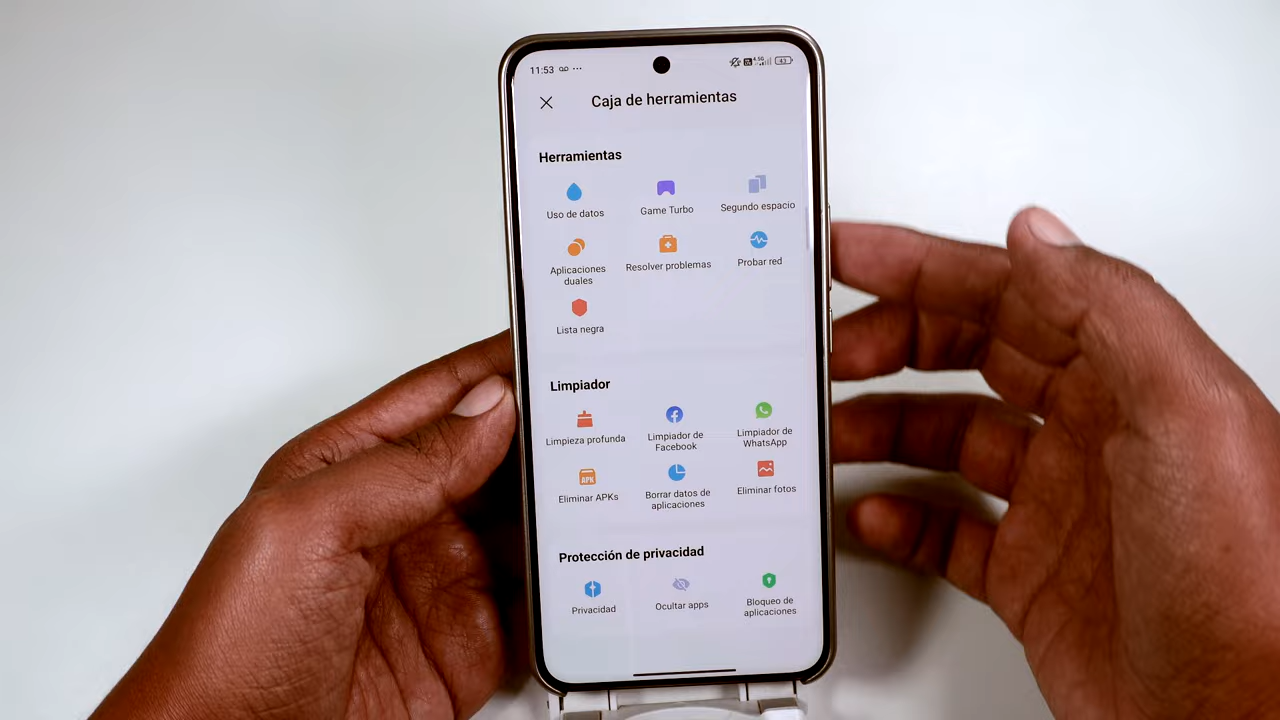 11:53
43
Caja de herramientas
Herramientas
Uso de datos
Game Turbo
Segundo espacio
Aplicaciones
duales
Resolver problemas
Probar red
Lista negra
Limpiador
Limpieza profunda
Limpiador de
Facebook
Limpiador de
WhatsApp
APK
Eliminar APKs
Borrar datos de
aplicaciones
Eliminar fotos
Protección de privacidad
Privacidad
Ocultar apps
Bloqueo de
aplicaciones